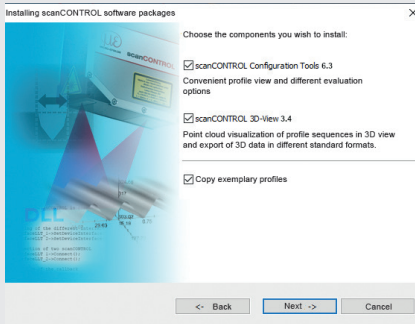 Installing scanCONTROL software packages
Choose the components you wish to install:
scanCONTROL Configuration Tools 6.3
Convenient profile view and different evaluation
options
scanCONTROL 3D-View 3.4
Point cloud visualization of profile sequences in 3D view
and export of 3D data in different standard formats.
Copy exemplary profiles
scanCONTROL
DLL
<- Back
Next ->
Cancel